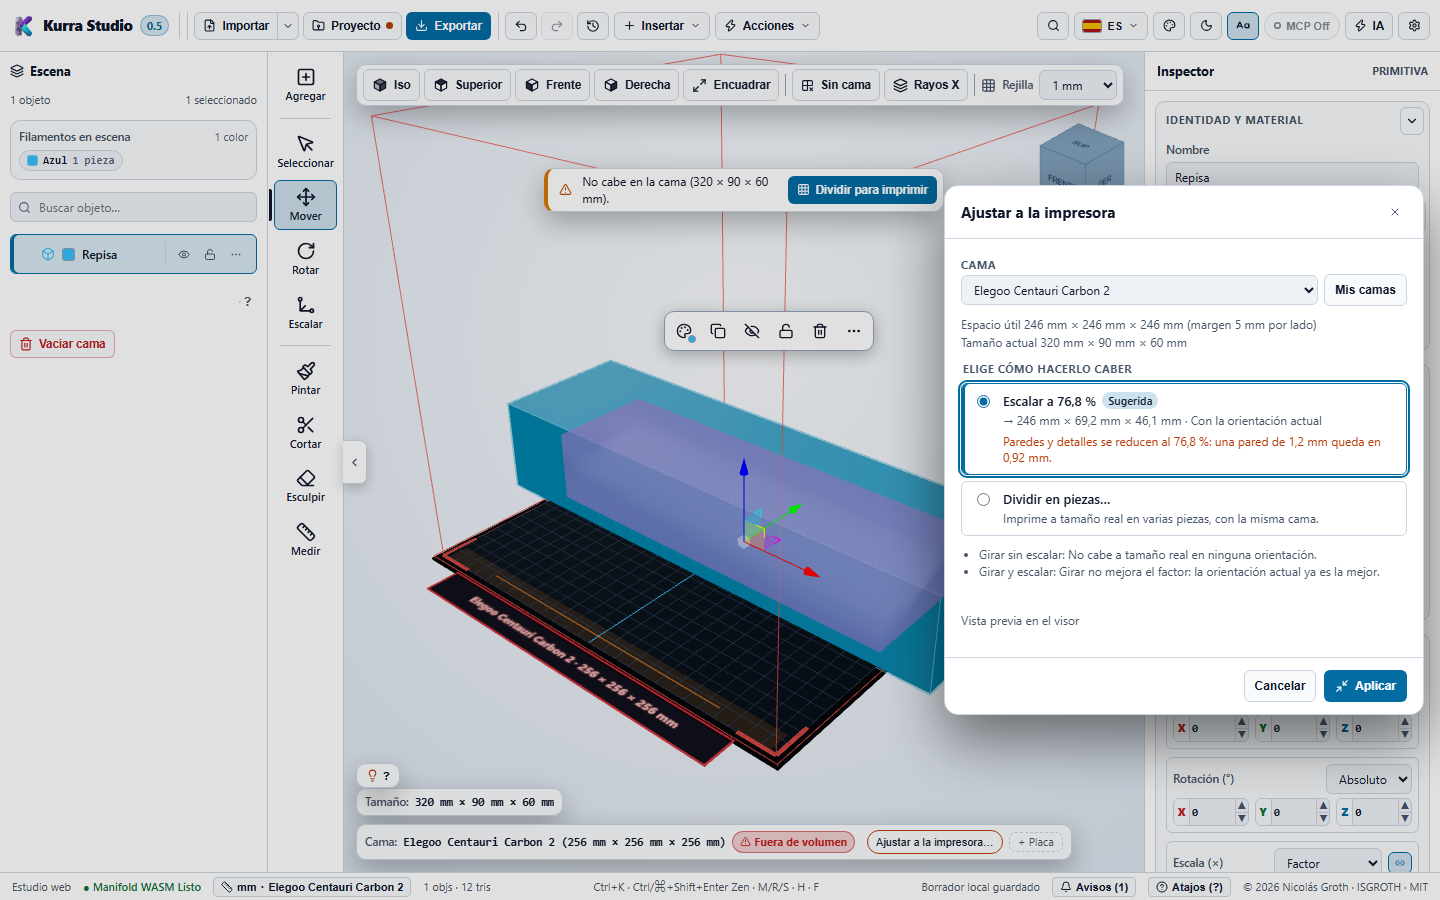 Kurra Studio 0.5 Importar Proyecto Exportar Insertar Acciones ES Aa MCP Off IA
Escena
1 objeto 1 seleccionado
Filamentos en escena 1 color
Azul 1 pieza
Buscar objeto...
Repisa
?
Vaciar cama
Agregar
Seleccionar
Mover
Rotar
Escalar
Pintar
Cortar
Esculpir
Medir
Iso Superior Frente Derecha Encuadrar Sin cama Rayos X Rejilla 1 mm
No cabe en la cama (320 × 90 × 60
mm).
Dividir para imprimir
Elegoo Centauri Carbon 2 · 256 × 256 × 256 mm
?
Tamaño: 320 mm × 90 mm × 60 mm
Cama: Elegoo Centauri Carbon 2 (256 mm × 256 mm × 256 mm) Fuera de volumen Ajustar a la impresora... + Placa
Inspector PRIMITIVA
IDENTIDAD Y MATERIAL
Nombre
Repisa
Ajustar a la impresora
CAMA
Elegoo Centauri Carbon 2 Mis camas
Espacio útil 246 mm × 246 mm × 246 mm (margen 5 mm por lado)
Tamaño actual 320 mm × 90 mm × 60 mm
ELIGE CÓMO HACERLO CABER
Escalar a 76,8 % Sugerida
→ 246 mm × 69,2 mm × 46,1 mm · Con la orientación actual
Paredes y detalles se reducen al 76,8 %: una pared de 1,2 mm queda en
0,92 mm.
Dividir en piezas...
Imprime a tamaño real en varias piezas, con la misma cama.
• Girar sin escalar: No cabe a tamaño real en ninguna orientación.
• Girar y escalar: Girar no mejora el factor: la orientación actual ya es la mejor.
Vista previa en el visor
Cancelar Aplicar
X 0 Y 0 Z 0
Rotación (°) Absoluto
X 0 Y 0 Z 0
Escala (×) Factor
Estudio web ● Manifold WASM Listo mm · Elegoo Centauri Carbon 2 1 objs · 12 tris Ctrl+K · Ctrl/⌘+Shift+Enter Zen · M/R/S · H · F Borrador local guardado Avisos (1) Atajos (?) © 2026 Nicolás Groth · ISGROTH · MIT